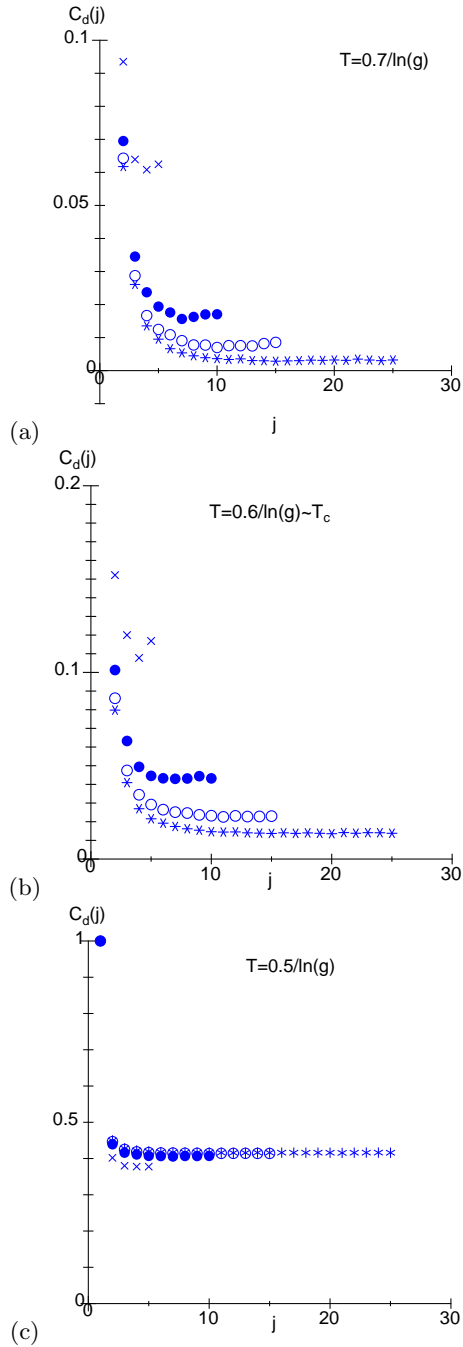 C_d(j)
0.1
T=0.7/ln(g)
0.05
0
0 10 20 30
j
(a)
C_d(j)
0.2
T=0.6/ln(g)~T_c
0.1
0
0 10 20 30
j
(b)
C_d(j)
1
T=0.5/ln(g)
0.5
0
0 10 20 30
j
(c)